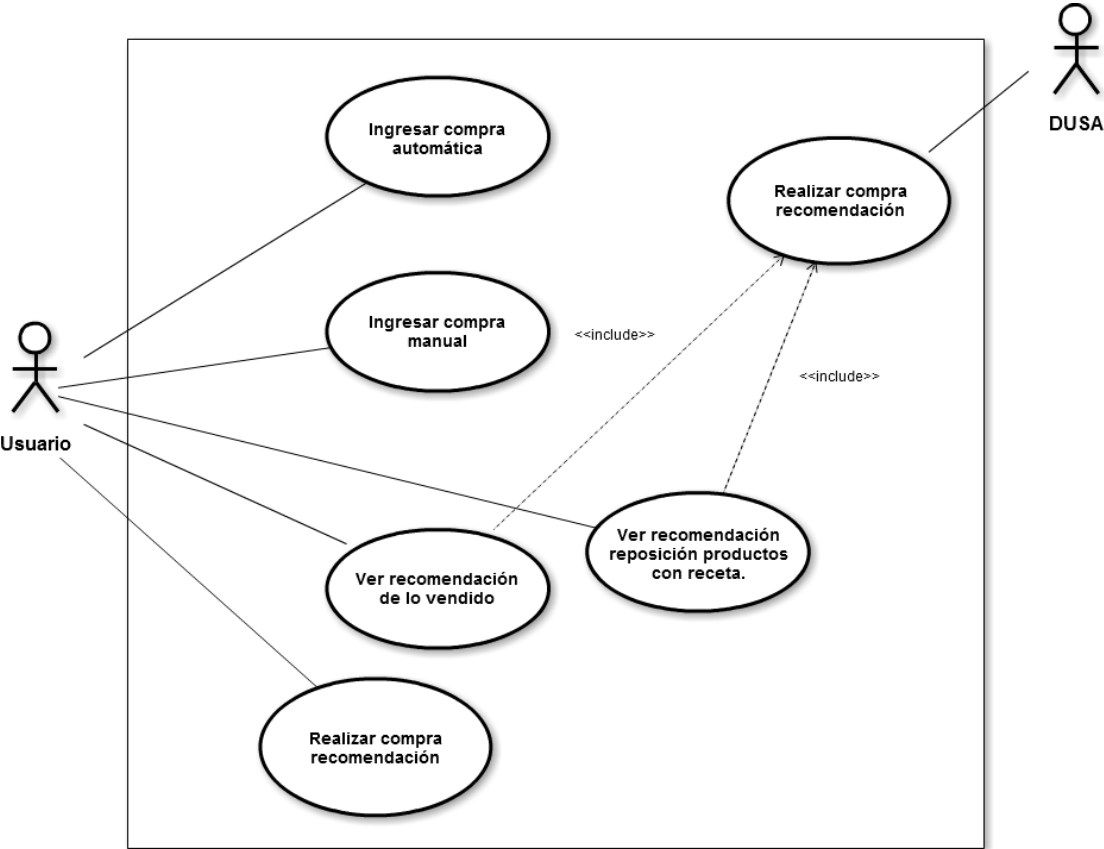 DUSA
Ingresar compra
automática
Realizar compra
recomendación
Ingresar compra
manual
<<include>>
<<include>>
Usuario
Ver recomendación
reposición productos
con receta.
Ver recomendación
de lo vendido
Realizar compra
recomendación